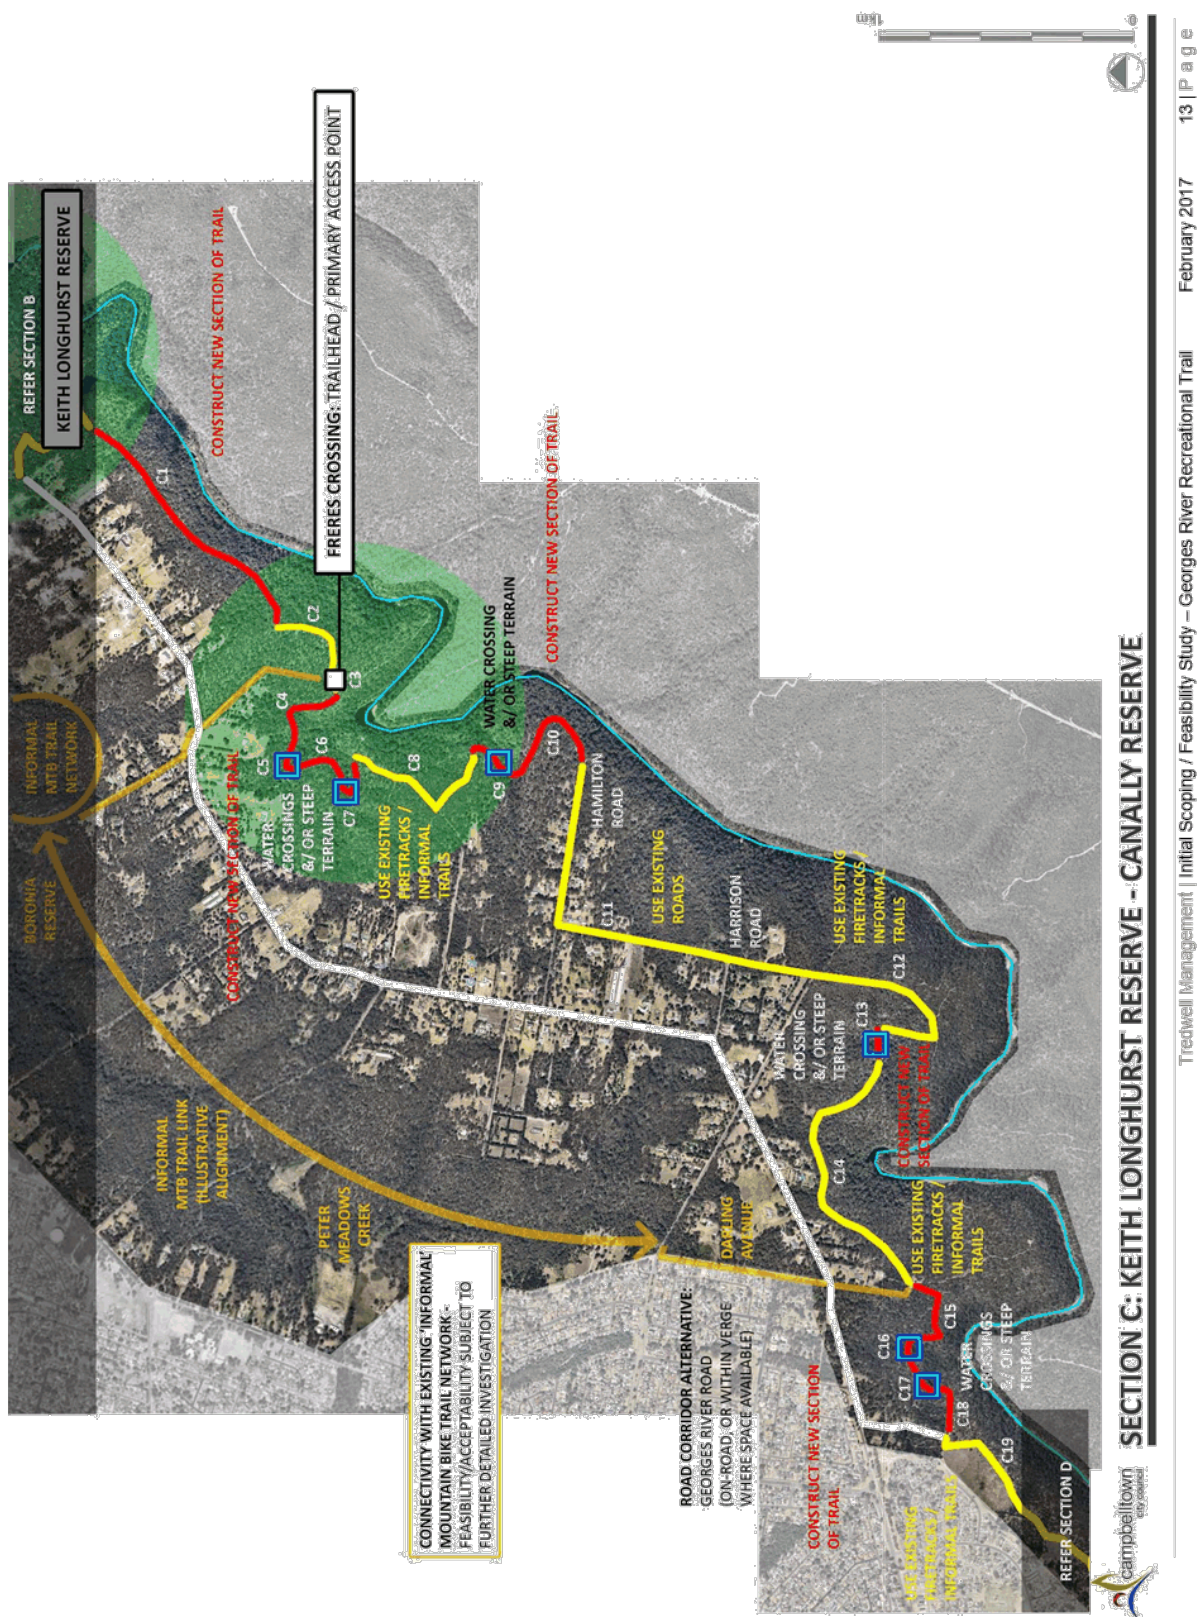 REFER SECTION B
KEITH LONGHURST RESERVE
CONSTRUCT NEW SECTION OF TRAIL
C1
FRERES CROSSING: TRAILHEAD / PRIMARY ACCESS POINT
C2
C3
C4
C5
C6
C7
C8
C9
C10
INFORMAL
MTB TRAIL
NETWORK
BORONIA
RESERVE
CONSTRUCT NEW SECTION OF TRAIL
WATER
CROSSINGS
&/ OR STEEP
TERRAIN
USE EXISTING
FIRETRACKS /
INFORMAL
TRAILS
WATER CROSSING
&/ OR STEEP TERRAIN
CONSTRUCT NEW SECTION OF TRAIL
HAMILTON
ROAD
C11
USE EXISTING
ROADS
HARRISON
ROAD
USE EXISTING
FIRETRACKS /
INFORMAL
TRAILS
C12
C13
WATER
CROSSING
&/ OR STEEP
TERRAIN
CONSTRUCT NEW
SECTION OF TRAIL
C14
INFORMAL
MTB TRAIL LINK
(ILLUSTRATIVE
ALIGNMENT)
PETER
MEADOWS
CREEK
DARLING
AVENUE
USE EXISTING
FIRETRACKS /
INFORMAL
TRAILS
CONNECTIVITY WITH EXISTING 'INFORMAL'
MOUNTAIN BIKE TRAIL NETWORK-
FEASIBILITY/ACCEPTABILITY SUBJECT TO
FURTHER DETAILED INVESTIGATION
ROAD CORRIDOR ALTERNATIVE:
GEORGES RIVER ROAD
(ON-ROAD, OR WITHIN VERGE
WHERE SPACE AVAILABLE)
C15
C16
C17
C18
C19
WATER
CROSSINGS
&/ OR STEEP
TERRAIN
CONSTRUCT NEW SECTION
OF TRAIL
USE EXISTING
FIRETRACKS /
INFORMAL TRAILS
REFER SECTION D
0
1km
campbelltown
city council
SECTION C: KEITH LONGHURST RESERVE - CANALLY RESERVE
Tredwell Management | Initial Scoping / Feasibility Study – Georges River Recreational Trail February 2017 13 | P a g e